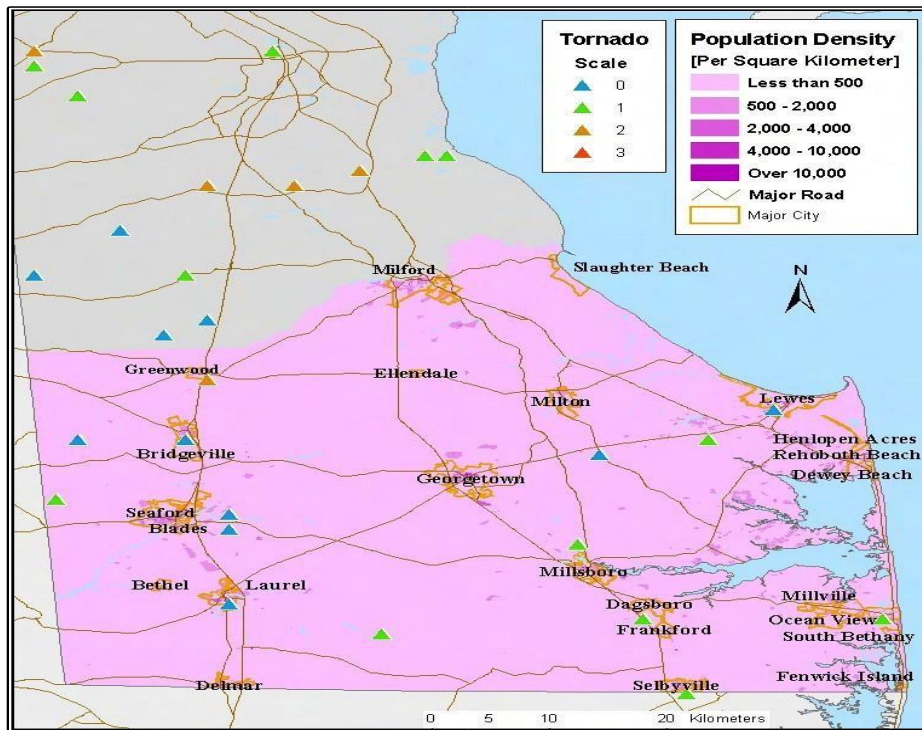 Tornado
Scale
0
1
2
3
Population Density
[Per Square Kilometer]
Less than 500
500 - 2,000
2,000 - 4,000
4,000 - 10,000
Over 10,000
Major Road
Major City
N
Milford
Slaughter Beach
Greenwood
Ellendale
Milton
Lewes
Bridgeville
Henlopen Acres
Rehoboth Beach
Dewey Beach
Georgetown
Seaford
Blades
Millsboro
Bethel
Laurel
Dagsboro
Millville
Frankford
Ocean View
South Bethany
Delmar
Selbyville
Fenwick Island
0 5 10 20 Kilometers